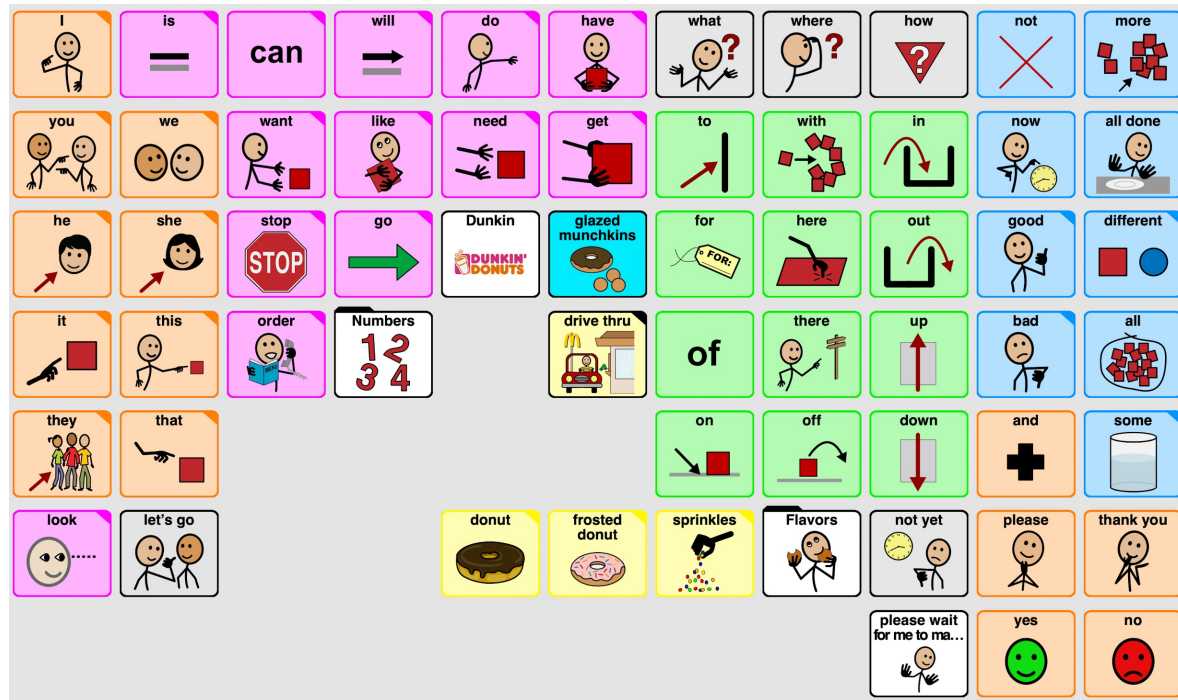 I
is
can
will
do
have
what
where
how
not
more
can
?
?
?
you
we
want
like
need
get
to
with
in
now
all done
he
she
stop
go
Dunkin
glazed
munchkins
for
here
out
good
different
STOP
DUNKIN'
DONUTS
FOR:
it
this
order
Numbers
drive thru
of
there
up
bad
all
MENU
1 2
3 4
they
that
on
off
down
and
some
look
let's go
donut
frosted
donut
sprinkles
Flavors
not yet
please
thank you
please wait
for me to ma...
yes
no